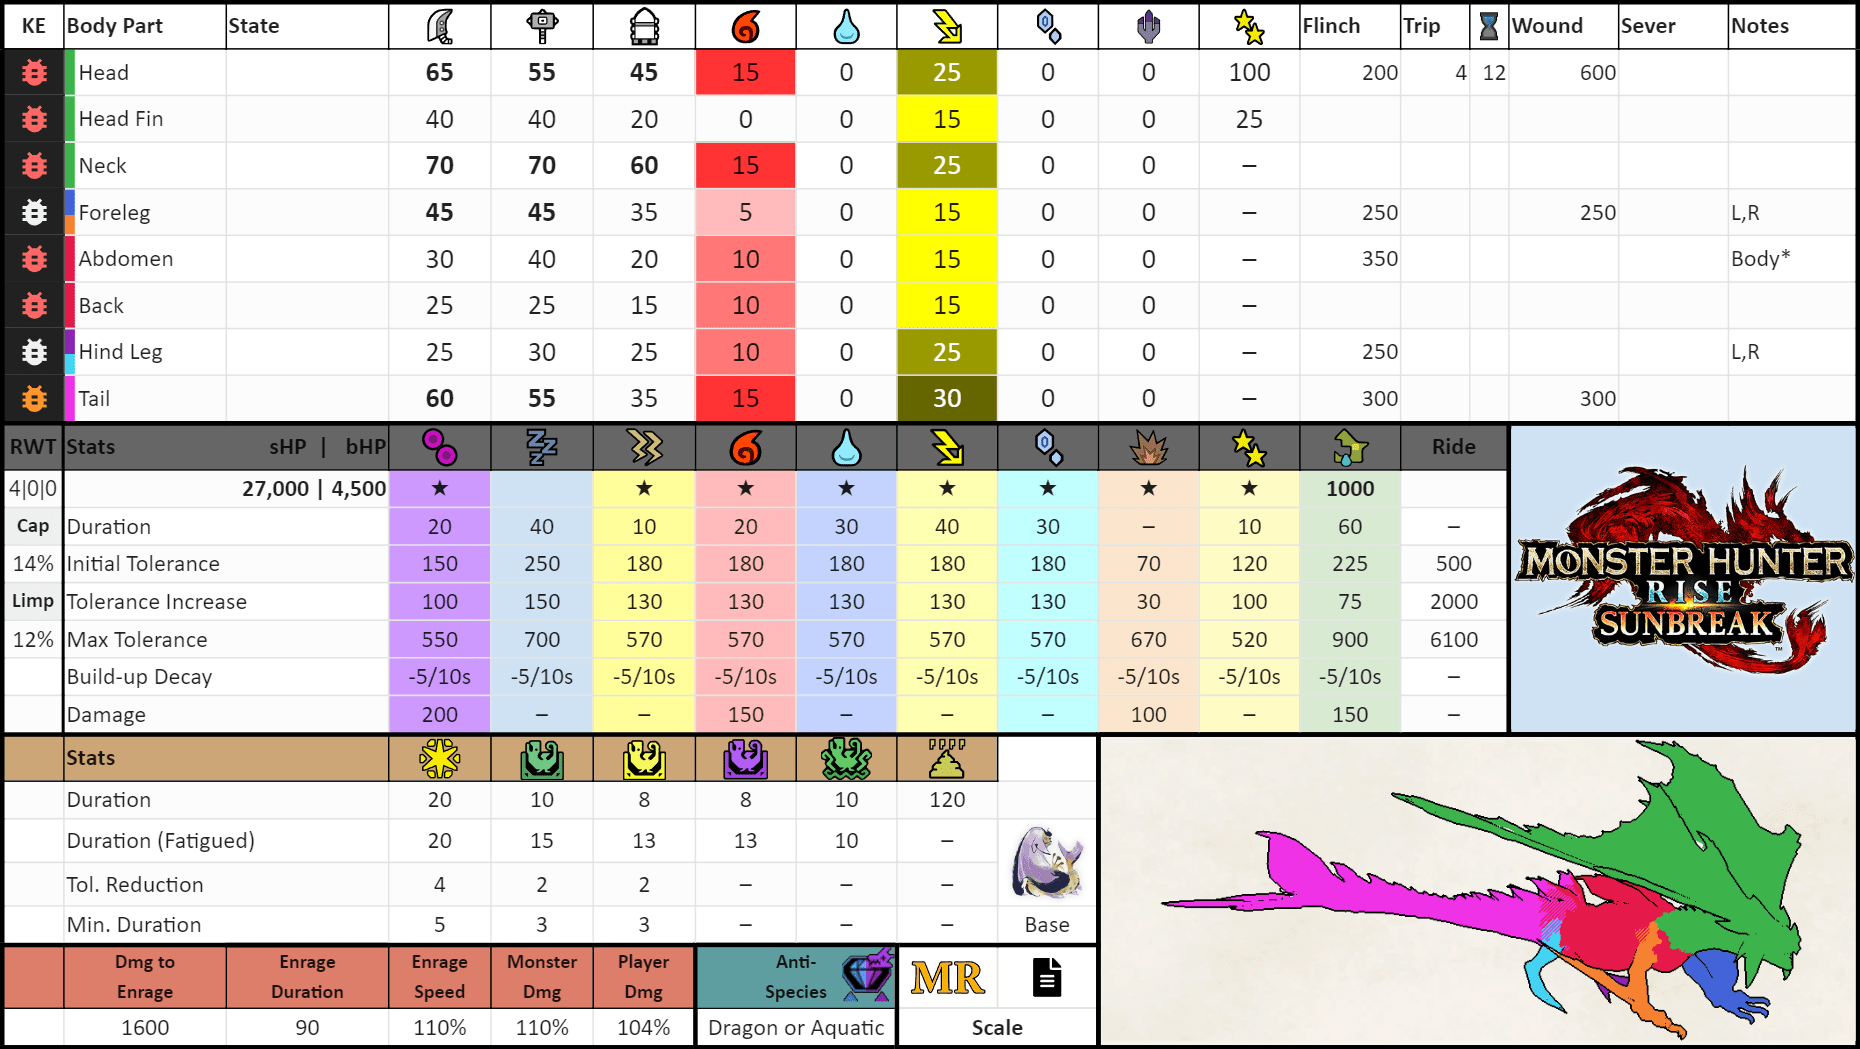 KE Body Part State Flinch Trip Wound Sever Notes
Head 65 55 45 15 0 25 0 0 100 200 4 12 600
Head Fin 40 40 20 0 0 15 0 0 25
Neck 70 70 60 15 0 25 0 0 –
Foreleg 45 45 35 5 0 15 0 0 – 250 250 L,R
Abdomen 30 40 20 10 0 15 0 0 – 350 Body*
Back 25 25 15 10 0 15 0 0 –
Hind Leg 25 30 25 10 0 25 0 0 – 250 L,R
Tail 60 55 35 15 0 30 0 0 – 300 300
RWT Stats sHP | bHP Ride
4|0|0 27,000 | 4,500 ★ ★ ★ ★ ★ ★ ★ ★ 1000
Cap Duration 20 40 10 20 30 40 30 – 10 60 –
14% Initial Tolerance 150 250 180 180 180 180 180 70 120 225 500
Limp Tolerance Increase 100 150 130 130 130 130 130 30 100 75 2000
12% Max Tolerance 550 700 570 570 570 570 570 670 520 900 6100
Build-up Decay -5/10s -5/10s -5/10s -5/10s -5/10s -5/10s -5/10s -5/10s -5/10s -5/10s –
Damage 200 – – 150 – – – 100 – 150 –
MONSTER HUNTER
RISE
SUNBREAK™
Stats
Duration 20 10 8 8 10 120
Duration (Fatigued) 20 15 13 13 10 –
Tol. Reduction 4 2 2 – – –
Min. Duration 5 3 3 – – – Base
Dmg to Enrage Enrage Duration Enrage Speed Monster Dmg Player Dmg Anti-Species MR
1600 90 110% 110% 104% Dragon or Aquatic Scale